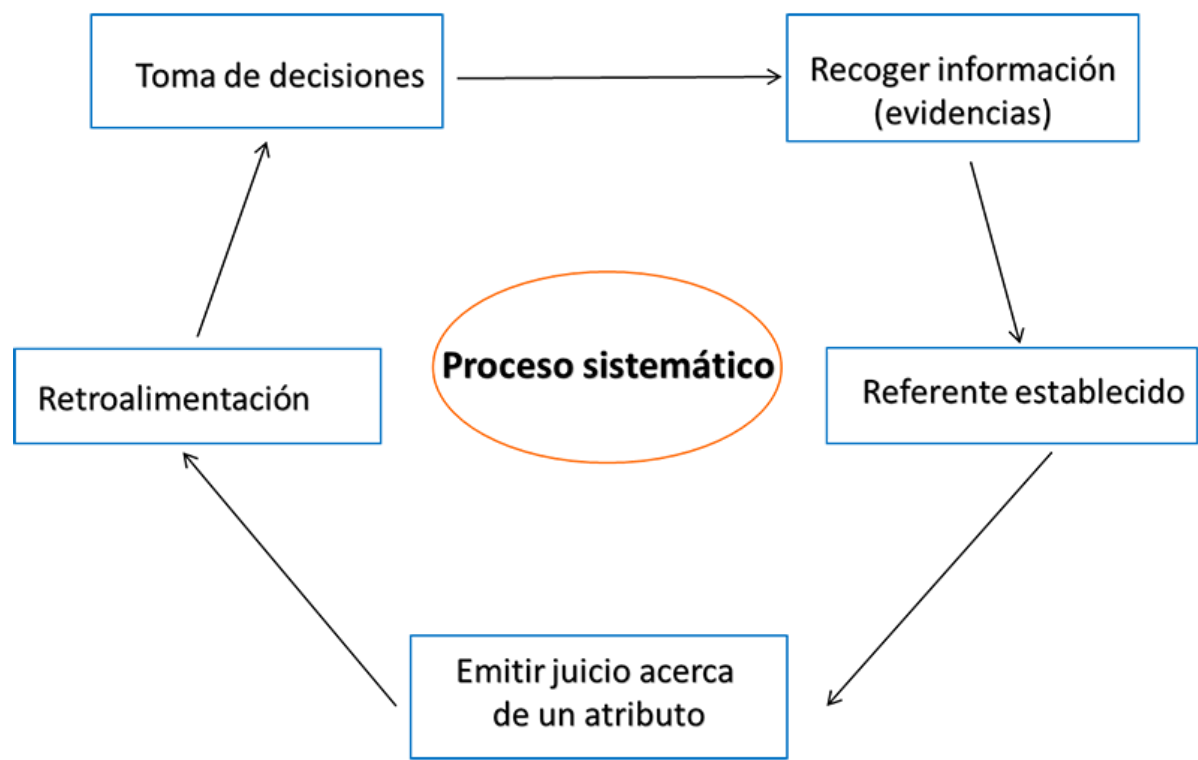 Toma de decisiones
Recoger información
(evidencias)
Proceso sistemático
Retroalimentación
Referente establecido
Emitir juicio acerca
de un atributo